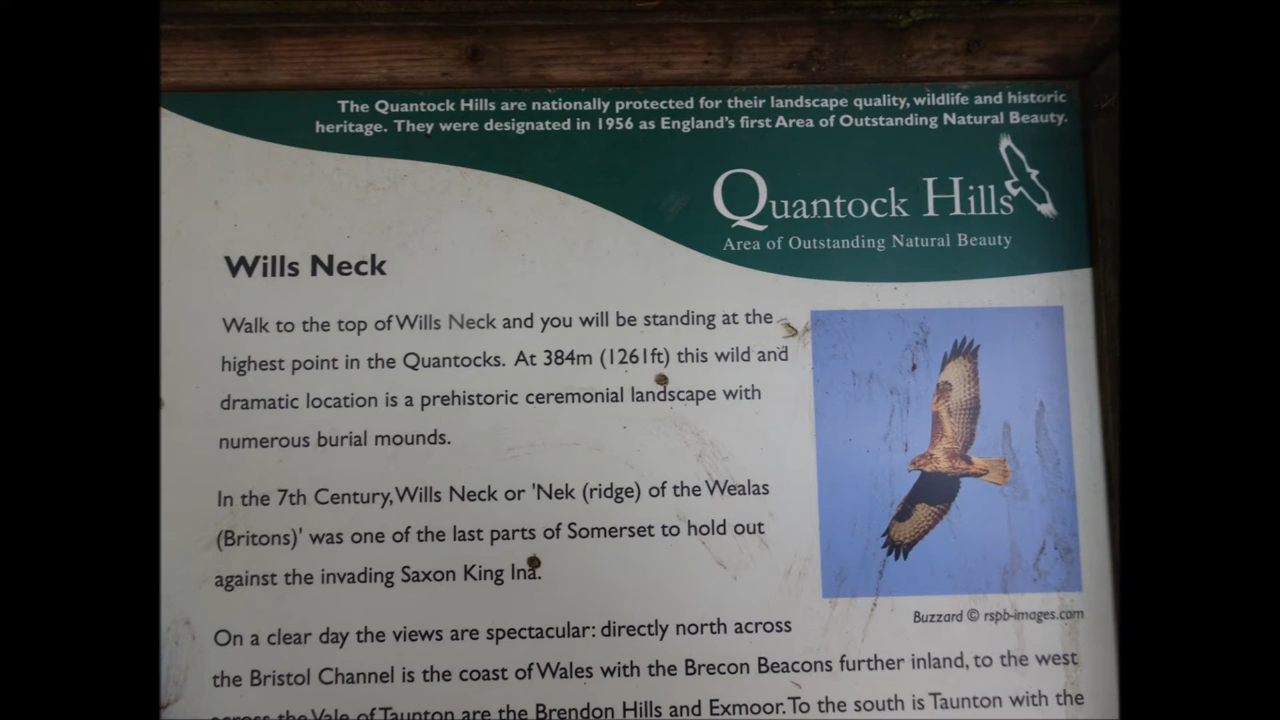 The Quantock Hills are nationally protected for their landscape quality, wildlife and historic
heritage. They were designated in 1956 as England's first Area of Outstanding Natural Beauty.
Quantock Hills
Area of Outstanding Natural Beauty
Wills Neck
Walk to the top of Wills Neck and you will be standing at the
highest point in the Quantocks. At 384m (1261ft) this wild and
dramatic location is a prehistoric ceremonial landscape with
numerous burial mounds.
In the 7th Century, Wills Neck or 'Nek (ridge) of the Wealas
(Britons)' was one of the last parts of Somerset to hold out
against the invading Saxon King Ina.
Buzzard © rspb-images.com
On a clear day the views are spectacular: directly north across
the Bristol Channel is the coast of Wales with the Brecon Beacons further inland, to the west
across the Vale of Taunton are the Brendon Hills and Exmoor. To the south is Taunton with the